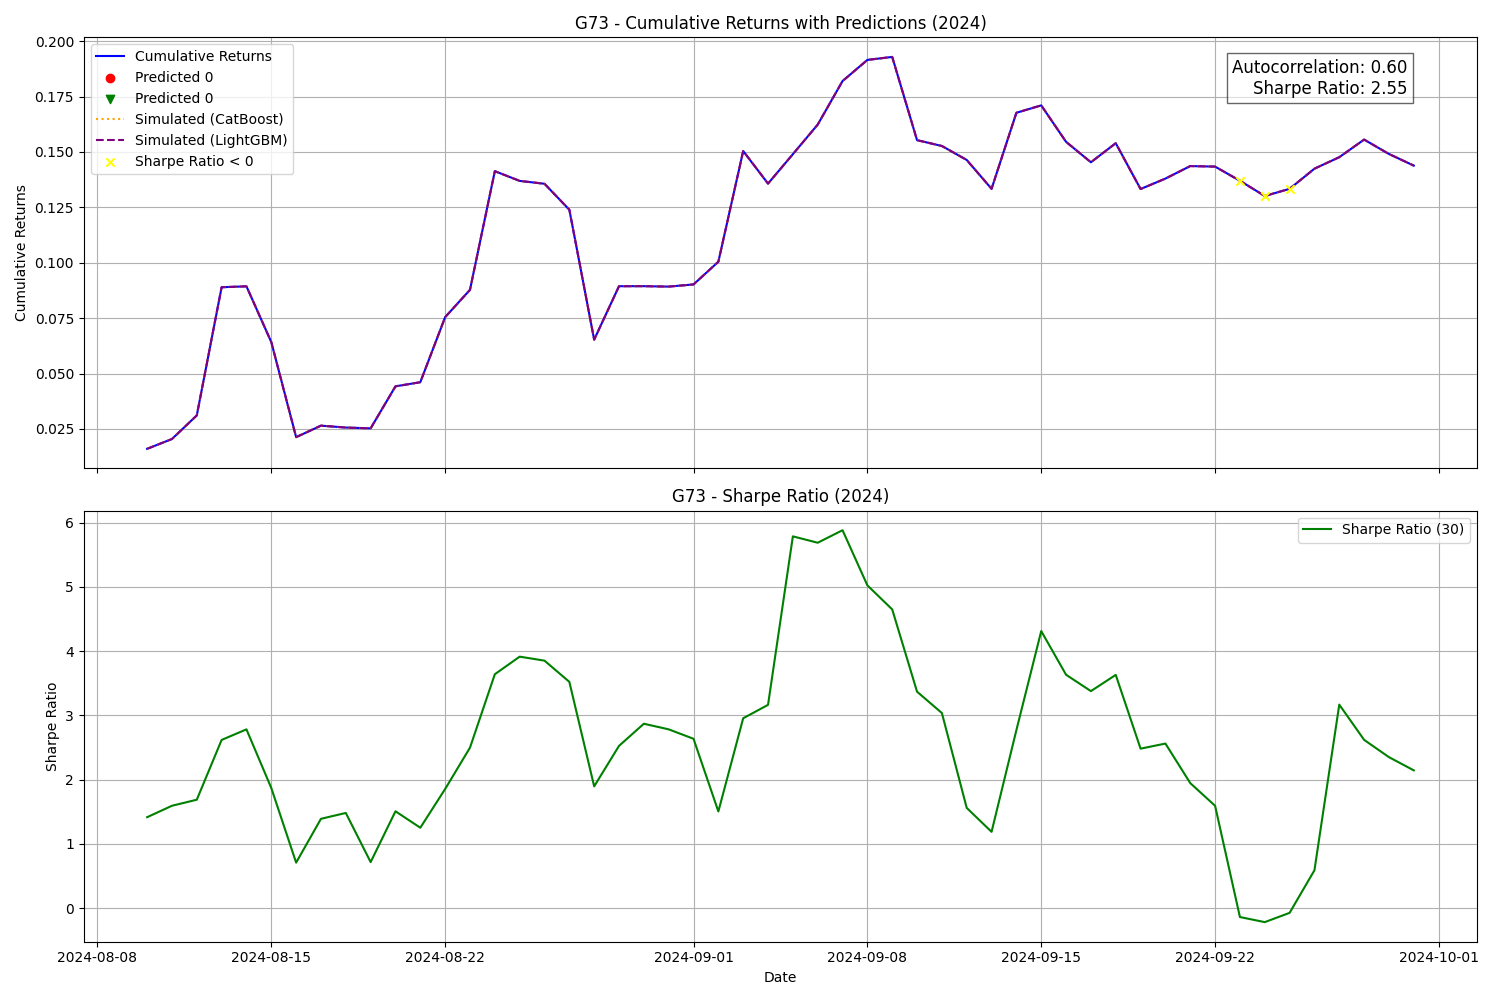 G73 - Cumulative Returns with Predictions (2024)
Cumulative Returns
0.200
0.175
0.150
0.125
0.100
0.075
0.050
0.025
Cumulative Returns
Predicted 0
Predicted 0
Simulated (CatBoost)
Simulated (LightGBM)
Sharpe Ratio < 0
Autocorrelation: 0.60
Sharpe Ratio: 2.55
G73 - Sharpe Ratio (2024)
Sharpe Ratio
6
5
4
3
2
1
0
Sharpe Ratio (30)
2024-08-08 2024-08-15 2024-08-22 2024-09-01 2024-09-08 2024-09-15 2024-09-22 2024-10-01
Date